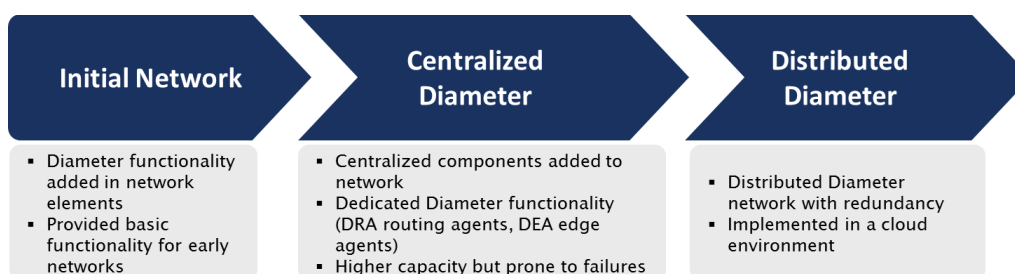 Initial Network
Centralized
Diameter
Distributed
Diameter
▪ Diameter functionality
added in network
elements
▪ Provided basic
functionality for early
networks
▪ Centralized components added to
network
▪ Dedicated Diameter functionality
(DRA routing agents, DEA edge
agents)
▪ Higher capacity but prone to failures
▪ Distributed Diameter
network with redundancy
▪ Implemented in a cloud
environment